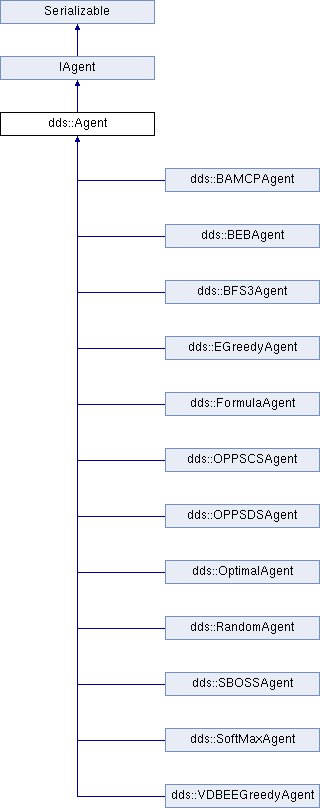 Serializable
IAgent
dds::Agent
dds::BAMCPAgent
dds::BEBAgent
dds::BFS3Agent
dds::EGreedyAgent
dds::FormulaAgent
dds::OPPSCSAgent
dds::OPPSDSAgent
dds::OptimalAgent
dds::RandomAgent
dds::SBOSSAgent
dds::SoftMaxAgent
dds::VDBEEGreedyAgent